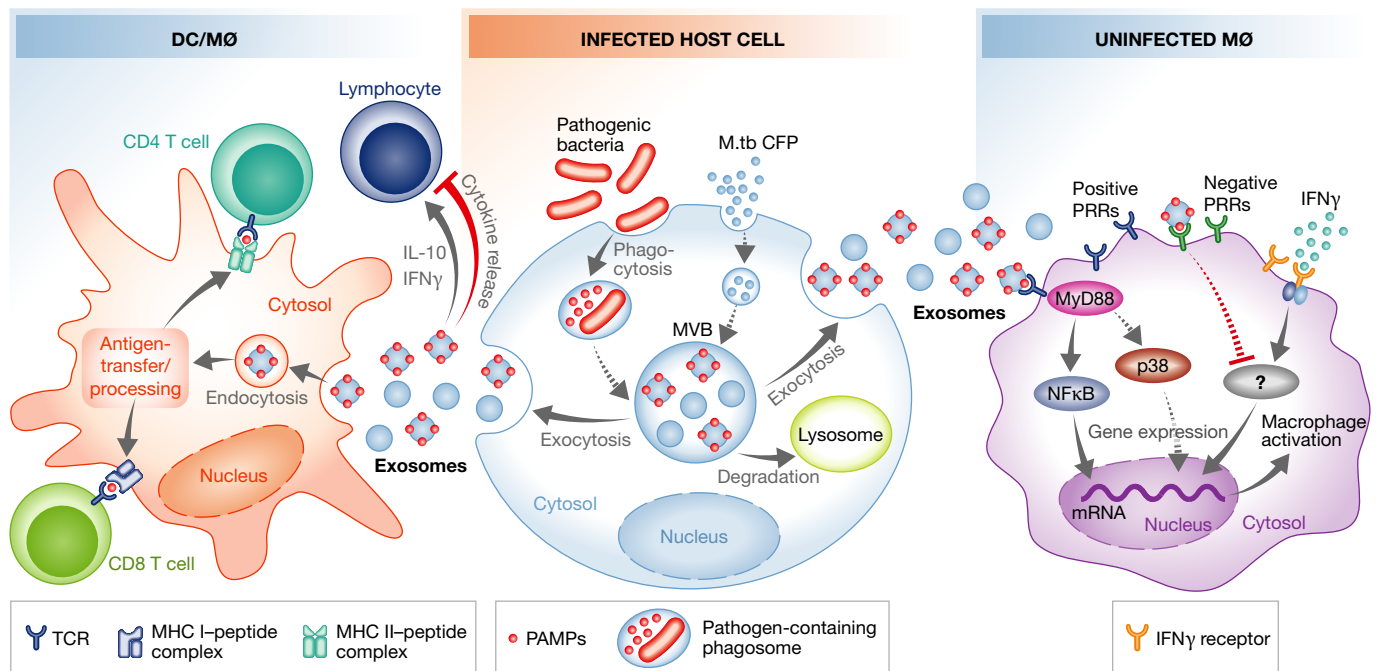 DC/MØ
INFECTED HOST CELL
UNINFECTED MØ
Lymphocyte
CD4 T cell
Cytokine release
IL-10
IFNγ
Cytosol
Antigen-
transfer/
processing
Endocytosis
Nucleus
CD8 T cell
Exosomes
Pathogenic
bacteria
M.tb CFP
Phago-
cytosis
MVB
Exocytosis
Exocytosis
Lysosome
Degradation
Cytosol
Nucleus
Exosomes
Positive
PRRs
Negative
PRRs
IFNγ
MyD88
p38
NFκB
?
Gene expression
Macrophage
activation
mRNA
Nucleus
Cytosol
TCR
MHC I–peptide
complex
MHC II–peptide
complex
PAMPs
Pathogen-containing
phagosome
IFNγ receptor